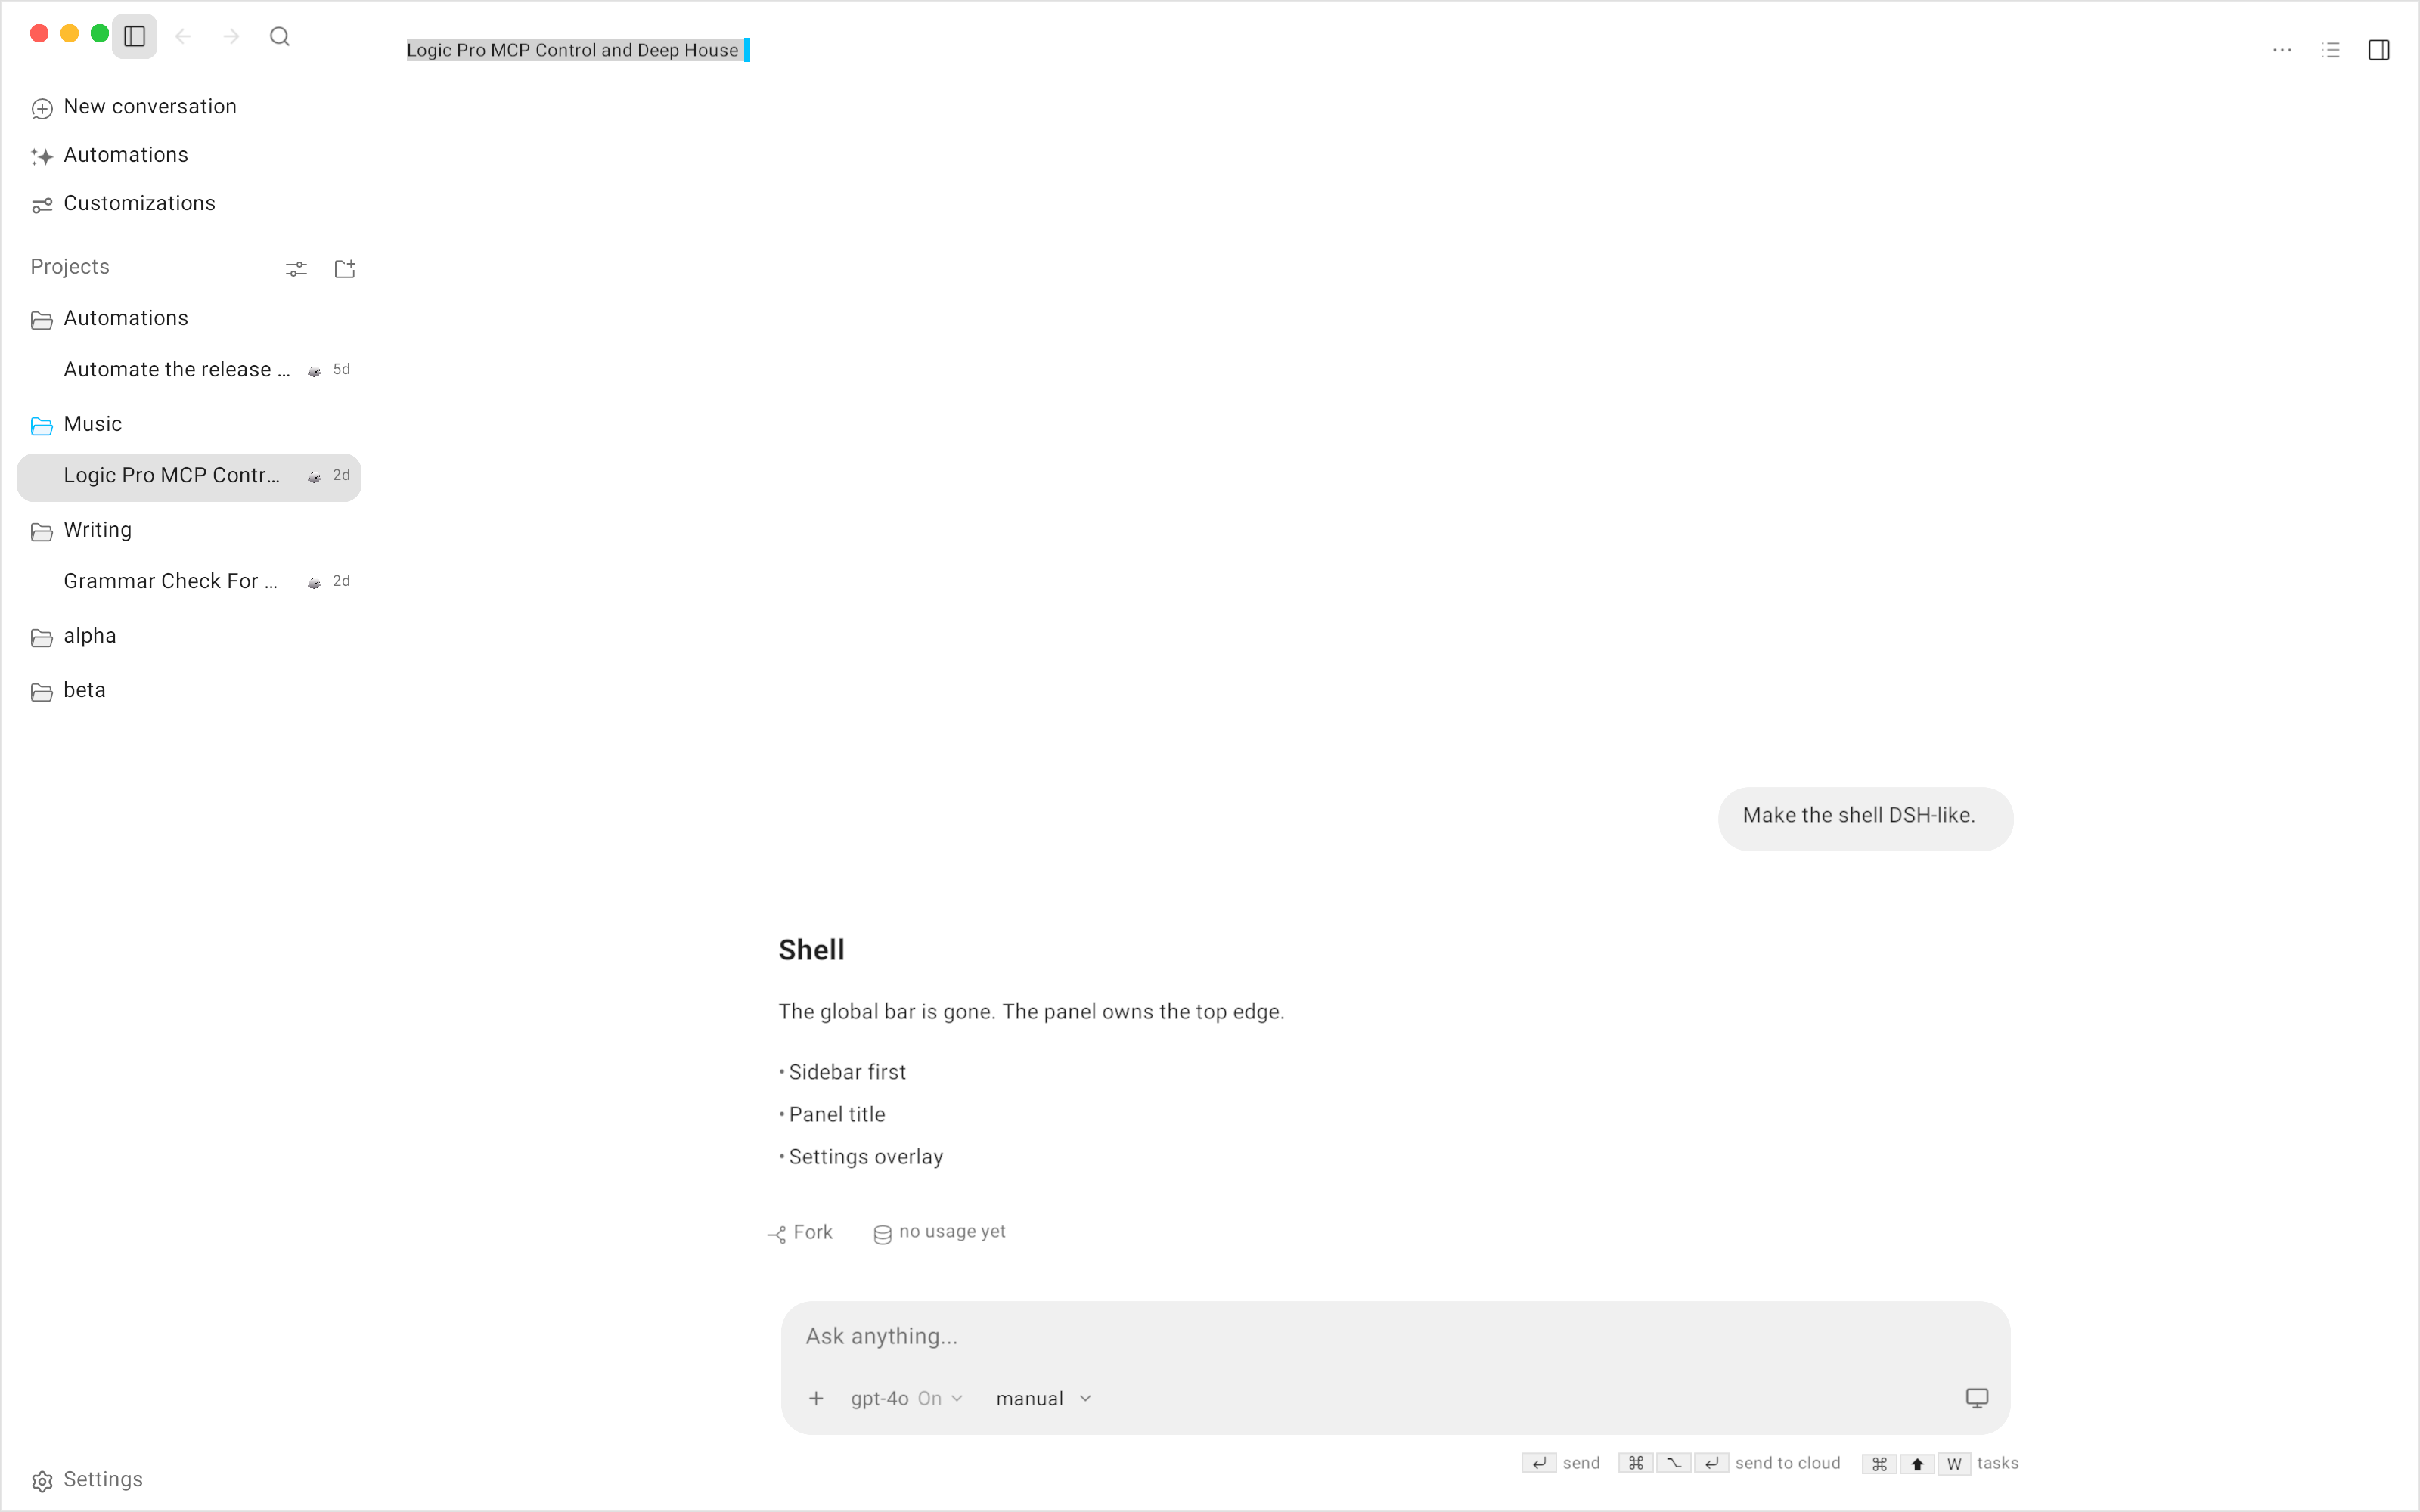 Logic Pro MCP Control and Deep House
New conversation
Automations
Customizations
Projects
Automations
Automate the release ... 5d
Music
Logic Pro MCP Contr... 2d
Writing
Grammar Check For ... 2d
alpha
beta
Make the shell DSH-like.
Shell
The global bar is gone. The panel owns the top edge.
• Sidebar first
• Panel title
• Settings overlay
Fork no usage yet
Ask anything...
gpt-4o On manual
send ⌘ ⌥ send to cloud ⌘ W tasks
Settings